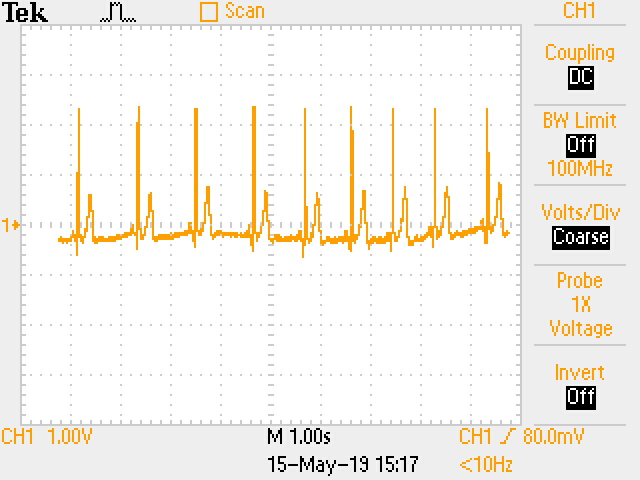 Tek Scan CH1
Coupling
DC
BW Limit
Off
100MHz
1
Volts/Div
Coarse
Probe
1X
Voltage
Invert
Off
CH1 1.00V M 1.00s CH1 80.0mV
15-May-19 15:17 <10Hz